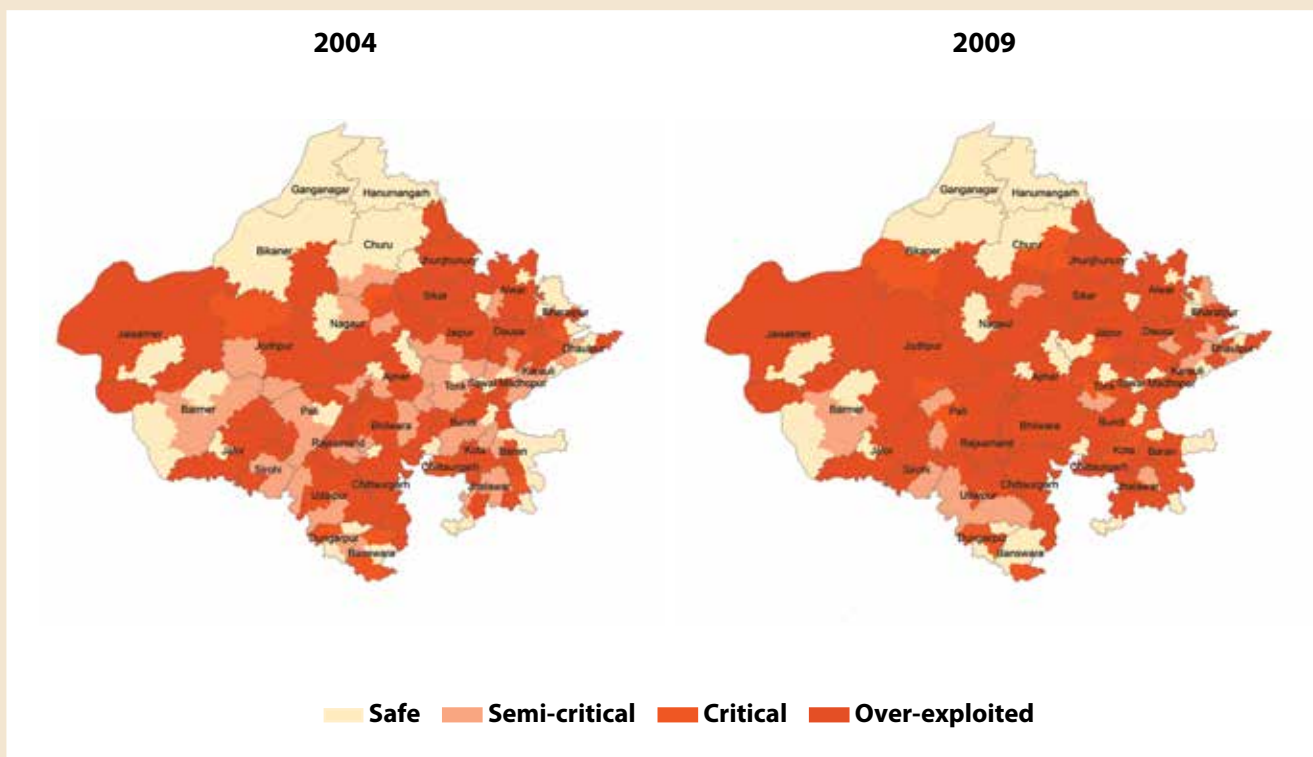 2004
2009
Ganganagar
Hanumangarh
Bikaner
Churu
Jhunjhunun
Sikar
Alwar
Bharatpur
Nagaur
Jaipur
Dausa
Jaisalmer
Jodhpur
Dhaulpur
Karauli
Ajmer
Tonk
Sawai Madhopur
Barmer
Pali
Bhilwara
Bundi
Rajsamand
Jalor
Kota
Baran
Sirohi
Chittaurgarh
Chittaurgarh
Udaipur
Jhalawar
Dungarpur
Banswara
Ganganagar
Hanumangarh
Bikaner
Churu
Jhunjhunun
Sikar
Alwar
Bharatpur
Nagaur
Jaipur
Dausa
Jaisalmer
Jodhpur
Dhaulpur
Karauli
Ajmer
Tonk
Sawai Madhopur
Barmer
Pali
Bhilwara
Bundi
Rajsamand
Jalor
Kota
Baran
Sirohi
Chittaurgarh
Chittaurgarh
Udaipur
Jhalawar
Dungarpur
Banswara
Safe Semi-critical Critical Over-exploited